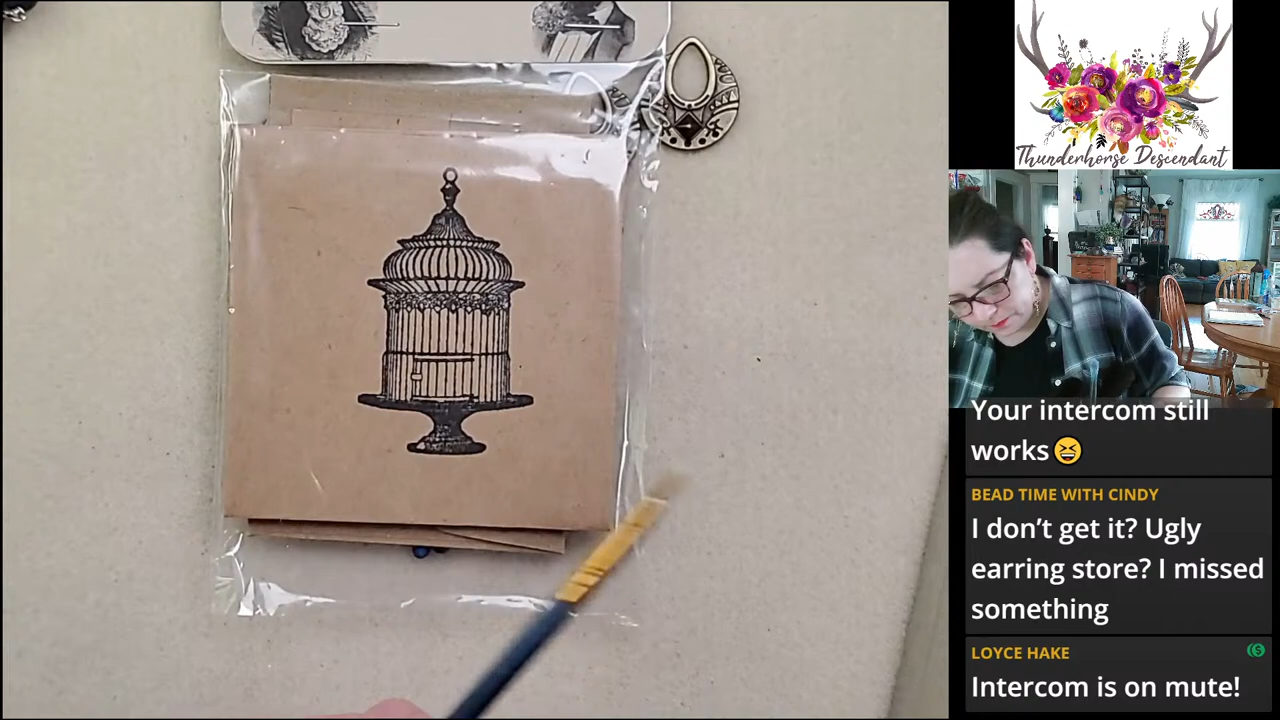 Thunderhorse Descendant
Your intercom still
works😆
BEAD TIME WITH CINDY
I don’t get it? Ugly
earring store? I missed
something
LOYCE HAKE
Intercom is on mute!